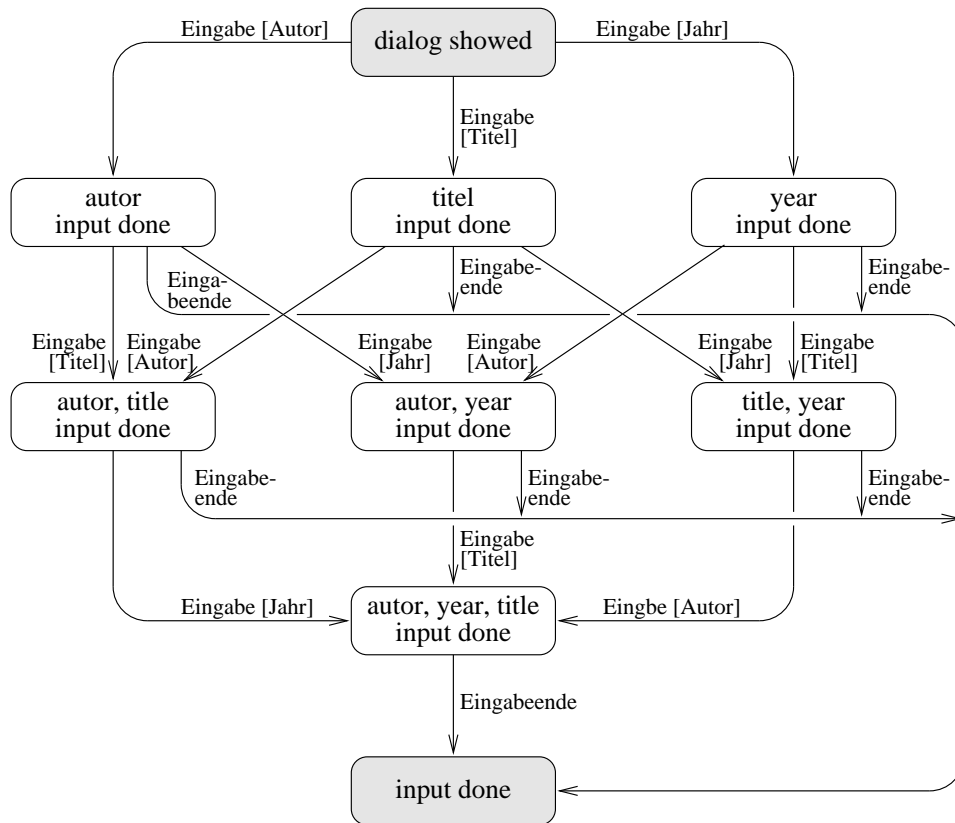 Eingabe [Autor]
dialog showed
Eingabe [Jahr]
Eingabe
[Titel]
autor
input done
titel
input done
year
input done
Einga-
beende
Eingabe-
ende
Eingabe-
ende
Eingabe
[Titel]
Eingabe
[Autor]
Eingabe
[Jahr]
Eingabe
[Autor]
Eingabe
[Jahr]
Eingabe
[Titel]
autor, title
input done
autor, year
input done
title, year
input done
Eingabe-
ende
Eingabe-
ende
Eingabe-
ende
Eingabe
[Titel]
Eingabe [Jahr]
autor, year, title
input done
Eingbe [Autor]
Eingabeende
input done